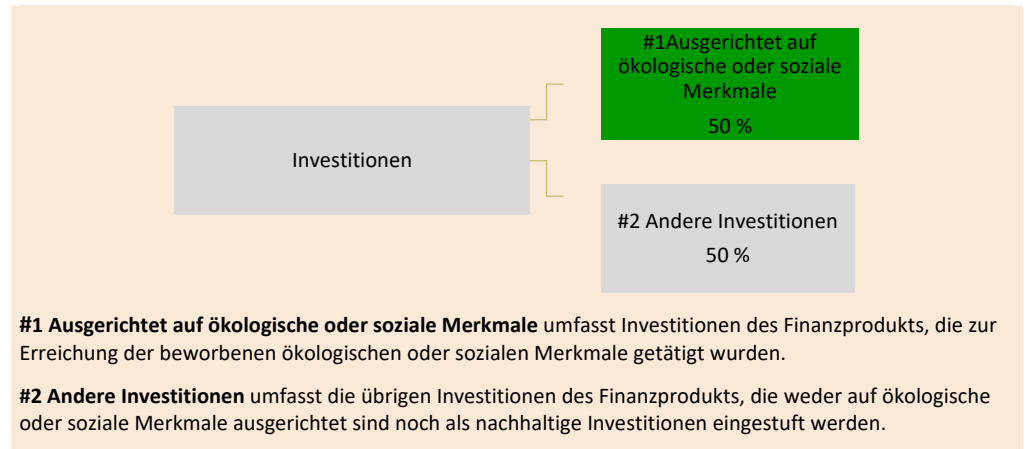 #1Ausgerichtet auf
ökologische oder soziale
Merkmale
50 %
Investitionen
#2 Andere Investitionen
50 %
#1 Ausgerichtet auf ökologische oder soziale Merkmale umfasst Investitionen des Finanzprodukts, die zur
Erreichung der beworbenen ökologischen oder sozialen Merkmale getätigt wurden.
#2 Andere Investitionen umfasst die übrigen Investitionen des Finanzprodukts, die weder auf ökologische
oder soziale Merkmale ausgerichtet sind noch als nachhaltige Investitionen eingestuft werden.